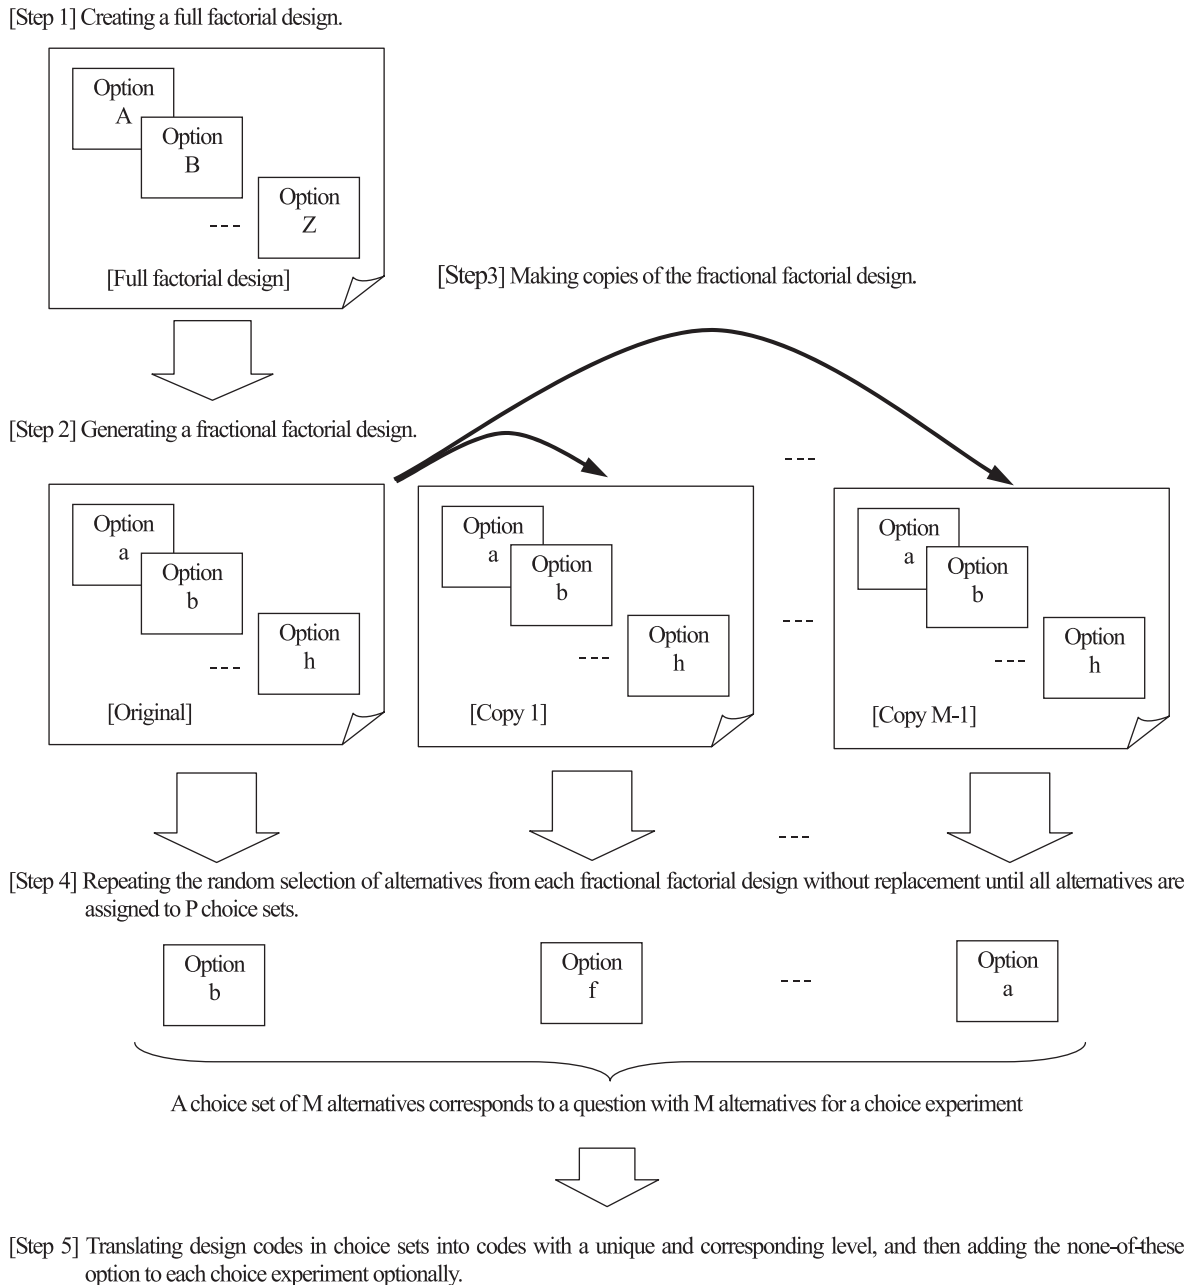 [Step 1] Creating a full factorial design.
Option
A
Option
B
Option
Z
---
[Full factorial design]
[Step3] Making copies of the fractional factorial design.
[Step 2] Generating a fractional factorial design.
---
Option
a
Option
b
Option
h
---
[Original]
Option
a
Option
b
Option
h
---
[Copy 1]
---
Option
a
Option
b
Option
h
---
[Copy M-1]
---
[Step 4] Repeating the random selection of alternatives from each fractional factorial design without replacement until all alternatives are
assigned to P choice sets.
Option
b
Option
f
---
Option
a
A choice set of M alternatives corresponds to a question with M alternatives for a choice experiment
[Step 5] Translating design codes in choice sets into codes with a unique and corresponding level, and then adding the none-of-these
option to each choice experiment optionally.